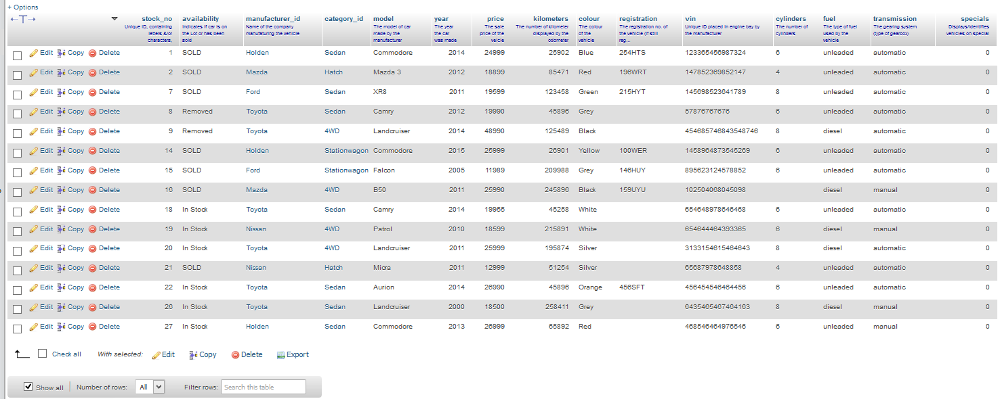 + Options
←T→ stock_no availability manufacturer_id category_id model year price kilometers colour registration vin cylinders fuel transmission specials
Unique ID, containing letters &/or characters, Indicates if car is on the Lot or has been sold Name of the company manufaturing the vehicle The model of car made by the manufacturer The year the car was made The sale price of the veicle The number of kilometer displayed by the odometer The colour of the vehicle The registration no. of the vehicle (if still reg... Unique ID placed in engine bay by the manufacturer The number of cylinders The type of fuel used by the vehicle The gearing system (type of gearbox) Displays/identifies vehicles on special
Edit Copy Delete 1 SOLD Holden Sedan Commodore 2014 24999 25902 Blue 254HTS 123365456987324 6 unleaded automatic 0
Edit Copy Delete 2 SOLD Mazda Hatch Mazda 3 2012 18899 85471 Red 196WRT 147852369852147 4 unleaded automatic 0
Edit Copy Delete 7 SOLD Ford Sedan XR8 2011 19599 123458 Green 215HYT 145698523641789 8 unleaded automatic 0
Edit Copy Delete 8 Removed Toyota Sedan Camry 2012 19990 45896 Grey 57876767676 6 unleaded automatic 0
Edit Copy Delete 9 Removed Toyota 4WD Landcruiser 2014 48990 125489 Black 454685746843548746 8 diesel automatic 0
Edit Copy Delete 14 SOLD Holden Stationwagon Commodore 2015 25999 26901 Yellow 100WER 1458964873545269 6 unleaded automatic 0
Edit Copy Delete 15 SOLD Ford Stationwagon Falcon 2005 11989 209988 Grey 146HUY 895623124578852 6 unleaded automatic 0
Edit Copy Delete 16 SOLD Mazda 4WD B50 2011 25990 245896 Black 159UYU 102504068045098 diesel manual 0
Edit Copy Delete 18 In Stock Toyota Sedan Camry 2014 19955 45258 White 654648978646468 6 unleaded automatic 0
Edit Copy Delete 19 In Stock Nissan 4WD Patrol 2010 18599 215891 White 654644464393365 6 diesel manual 0
Edit Copy Delete 20 In Stock Toyota 4WD Landcruiser 2011 25999 195874 Silver 3133154615464643 8 diesel automatic 0
Edit Copy Delete 21 SOLD Nissan Hatch Micra 2011 12999 51254 Silver 65687978648858 4 unleaded automatic 0
Edit Copy Delete 22 In Stock Toyota Sedan Aurion 2014 26990 45896 Orange 456SFT 456454546464456 6 unleaded automatic 0
Edit Copy Delete 26 In Stock Toyota Sedan Landcruiser 2000 18500 258411 Grey 6435465467464163 8 diesel manual 0
Edit Copy Delete 27 In Stock Holden Sedan Commodore 2013 26999 65892 Red 468546464976546 6 unleaded manual 0
Check all With selected: Edit Copy Delete Export
Show all Number of rows: All Filter rows: Search this table